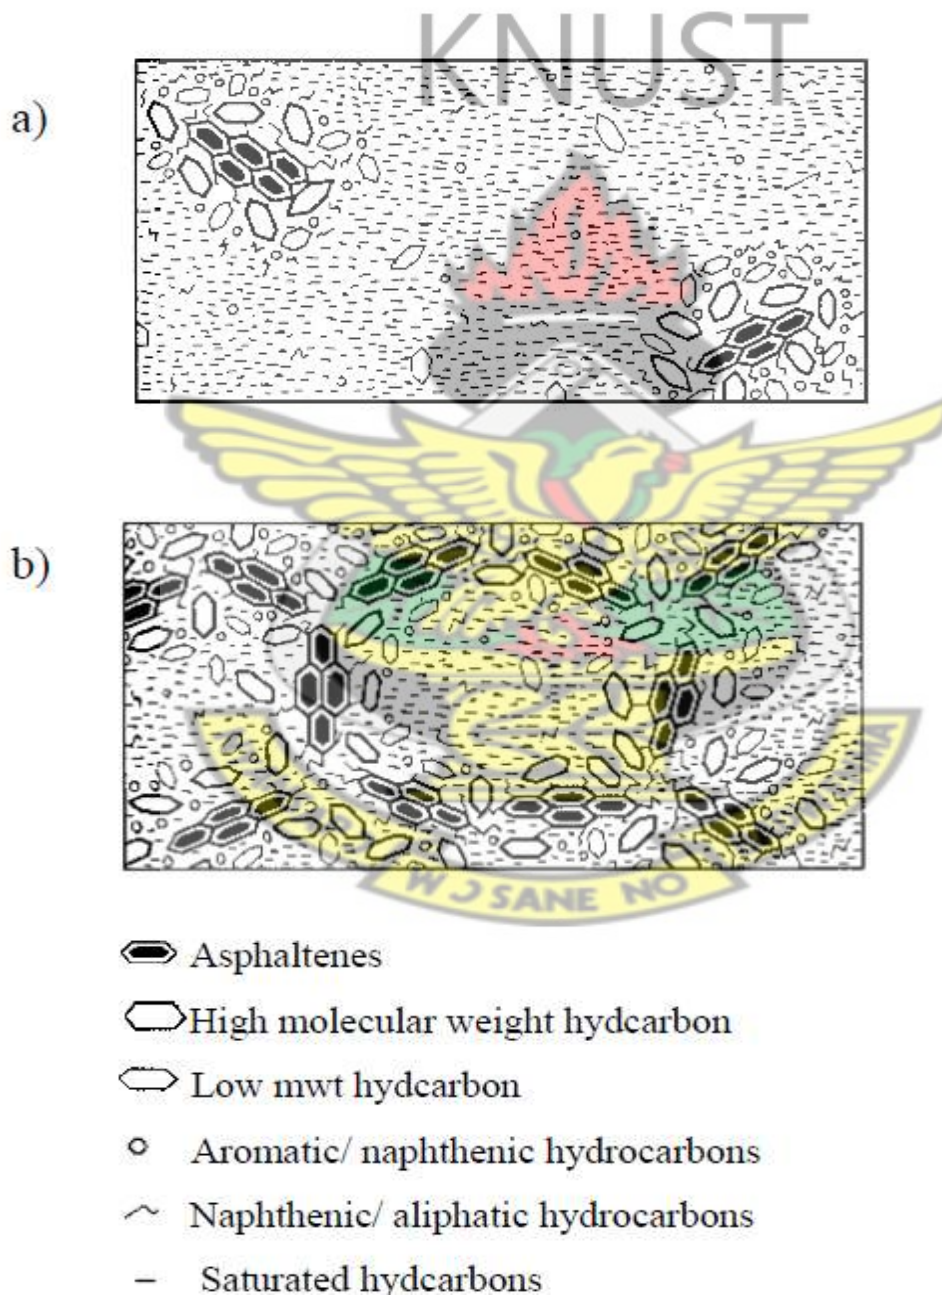 KNUST
a)
b)
W Ɔ SANE NO
Asphaltenes
High molecular weight hydcarbon
Low mwt hydcarbon
Aromatic/ naphthenic hydrocarbons
Naphthenic/ aliphatic hydrocarbons
Saturated hydcarbons